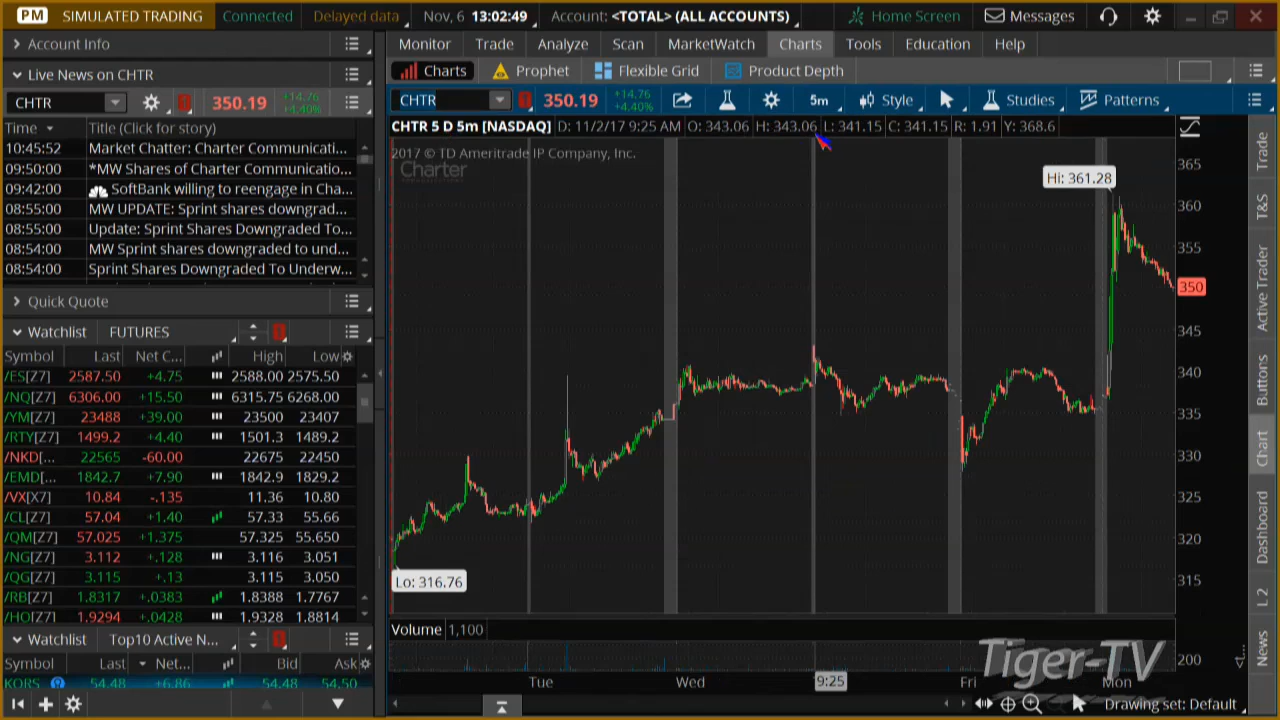 PM SIMULATED TRADING Connected Delayed data Nov, 6 13:02:49 Account: <TOTAL> (ALL ACCOUNTS) Home Screen Messages
Account Info
Live News on CHTR
CHTR 350.19 +14.76 +4.40%
Time Title (Click for story)
10:45:52 Market Chatter: Charter Communicati...
09:50:00 *MW Shares of Charter Communicatio...
09:42:00 SoftBank willing to reengage in Cha...
08:55:00 MW UPDATE: Sprint shares downgrad...
08:55:00 Update: Sprint Shares Downgraded To...
08:54:00 MW Sprint shares downgraded to und...
08:54:00 Sprint Shares Downgraded To Underw...
Quick Quote
Watchlist FUTURES
Symbol Last Net C... High Low
/ES[Z7] 2587.50 +4.75 2588.00 2575.50
/NQ[Z7] 6306.00 +15.50 6315.75 6268.00
/YM[Z7] 23488 +39.00 23500 23407
/RTY[Z7] 1499.2 +4.40 1501.3 1489.2
/NKD[... 22565 -60.00 22675 22450
/EMD[... 1842.7 +7.90 1842.9 1829.2
/VX[X7] 10.84 -.135 11.36 10.80
/CL[Z7] 57.04 +1.40 57.33 55.66
/QM[Z7] 57.025 +1.375 57.325 55.650
/NG[Z7] 3.112 +.128 3.116 3.051
/QG[Z7] 3.115 +.13 3.115 3.050
/RB[Z7] 1.8317 +.0383 1.8388 1.7767
/HO[Z7] 1.9294 +.0428 1.9328 1.8814
Watchlist Top10 Active N...
Symbol Last Net... Bid Ask
KORS 54.48 +6.86 54.48 54.50
Monitor Trade Analyze Scan MarketWatch Charts Tools Education Help
Charts Prophet Flexible Grid Product Depth
CHTR 350.19 +14.76 +4.40% 5m Style Studies Patterns
CHTR 5 D 5m [NASDAQ] D: 11/2/17 9:25 AM O: 343.06 H: 343.06 L: 341.15 C: 341.15 R: 1.91 Y: 368.6
2017 © TD Ameritrade IP Company, Inc.
Charter
Hi: 361.28
365
360
355
350
345
340
335
330
325
320
315
Lo: 316.76
Volume 1,100
200
Tiger-TV
Tue Wed 9:25 Fri Mon
Drawing set: Default
Trade
T&S
Active Trader
Buttons
Chart
Dashboard
L 2
News